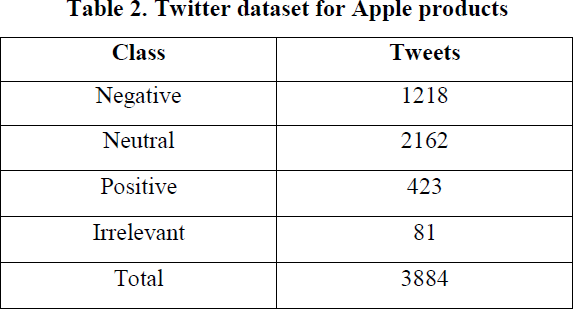 Table 2. Twitter dataset for Apple products
Class Tweets
Negative 1218
Neutral 2162
Positive 423
Irrelevant 81
Total 3884